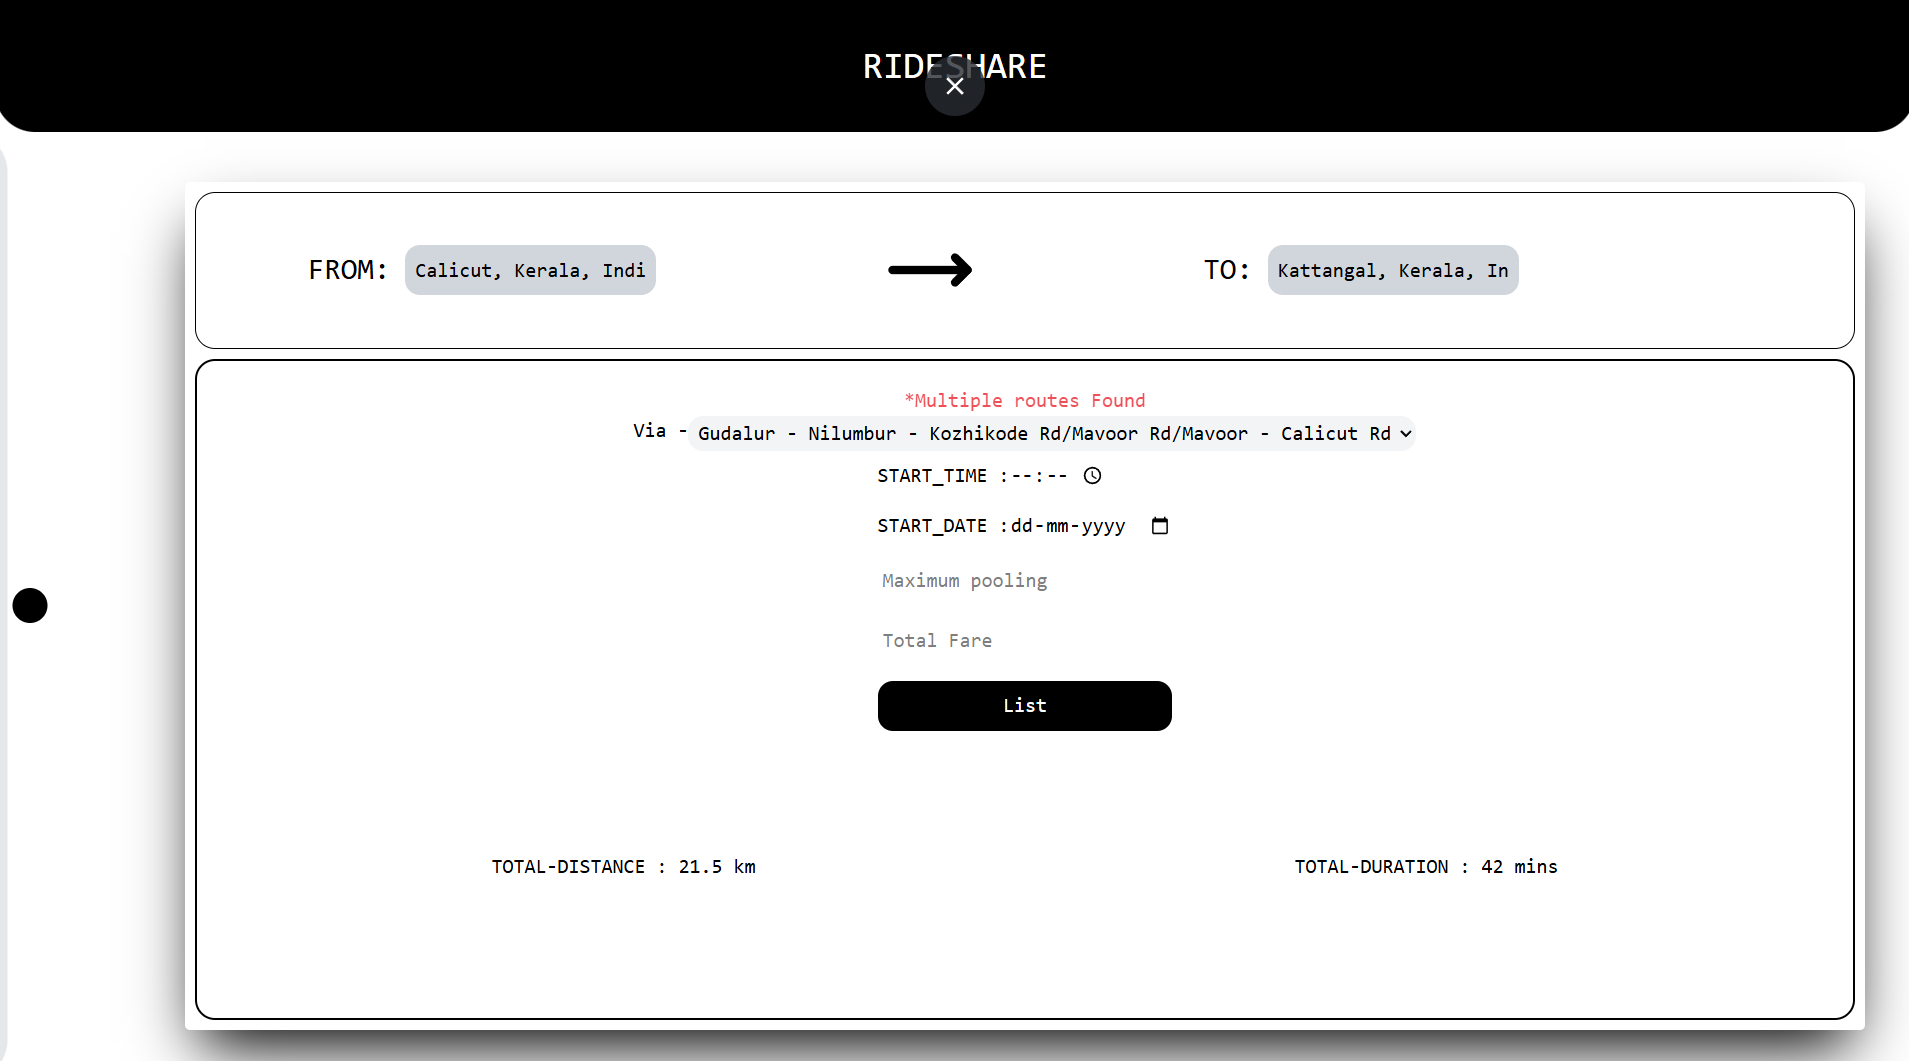 RIDESHARE
FROM: Calicut, Kerala, Indi
TO: Kattangal, Kerala, In
*Multiple routes Found
Via - Gudalur - Nilumbur - Kozhikode Rd/Mavoor Rd/Mavoor - Calicut Rd
START_TIME :--:--
START_DATE :dd-mm-yyyy
Maximum pooling
Total Fare
List
TOTAL-DISTANCE : 21.5 km
TOTAL-DURATION : 42 mins